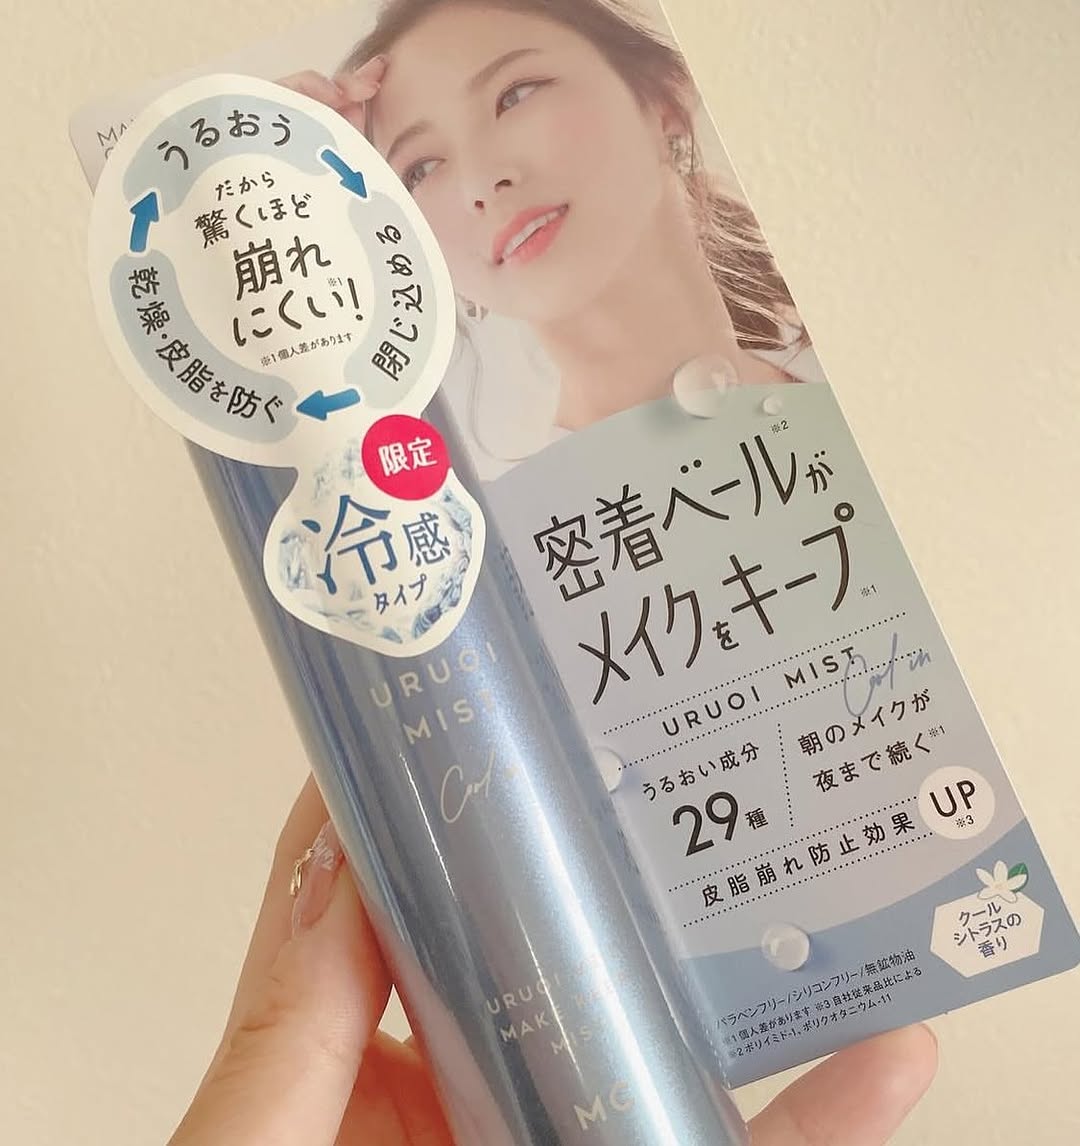 うるおう
だから
驚くほど
崩れ
にくい!※1
※1個人差があります
閉じ込める
乾燥・皮脂を防ぐ
限定
冷感
タイプ
URUOI
MIST
Cool
URUOI
MAKE KEEP
MIST
MC
密着ベールが※2
メイクをキープ※1
URUOI MIST
Cool in
うるおい成分
29種
朝のメイクが
夜まで続く※1
皮脂崩れ防止効果
UP
※3
クール
シトラスの
香り
パラベンフリー/シリコンフリー/無鉱物油
※1個人差があります ※3自社従来品比による
※2ポリイミド-1、ポリクオタニウム-11